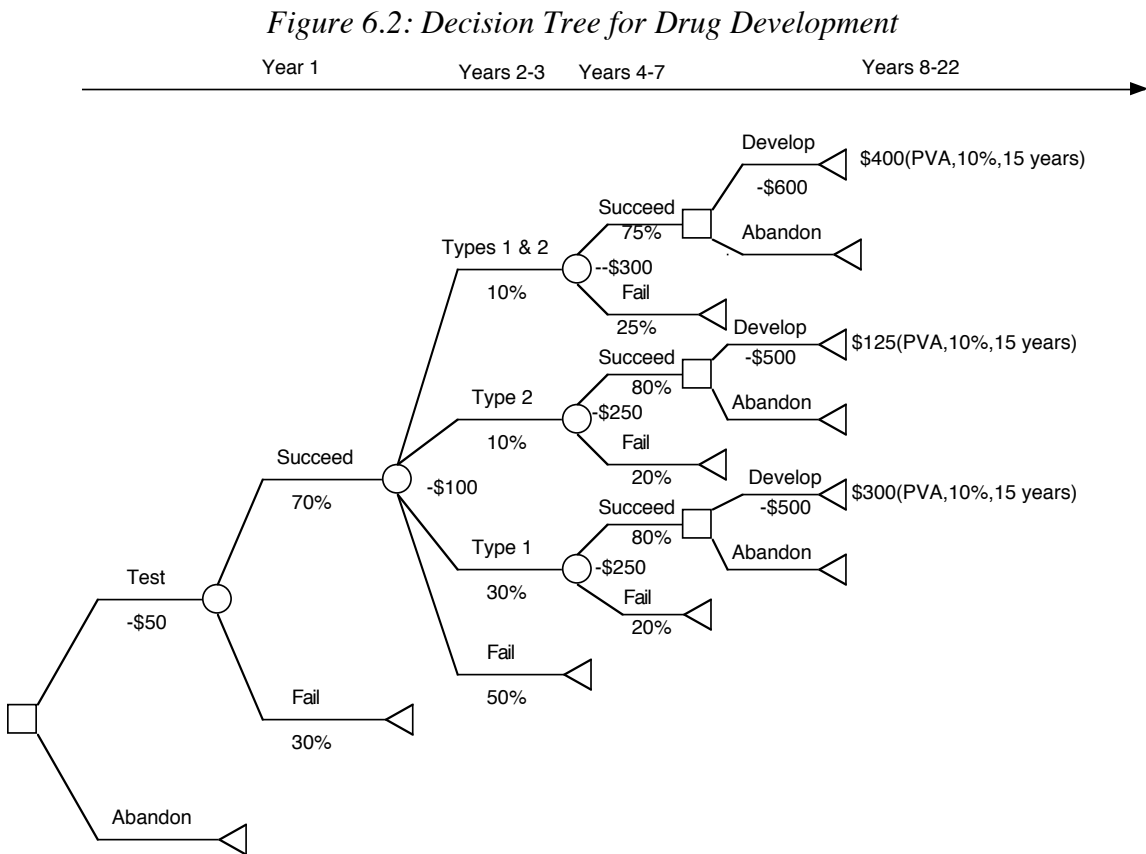 Figure 6.2: Decision Tree for Drug Development
Year 1
Years 2-3
Years 4-7
Years 8-22
Develop
$400(PVA,10%,15 years)
-$600
Succeed
75%
Abandon
Types 1 & 2
--$300
10%
Fail
25%
Develop
$125(PVA,10%,15 years)
-$500
Succeed
80%
Abandon
Type 2
-$250
10%
Fail
20%
Succeed
70%
-$100
Develop
$300(PVA,10%,15 years)
-$500
Succeed
80%
Abandon
Type 1
-$250
30%
Fail
20%
Test
-$50
Fail
50%
Fail
30%
Abandon